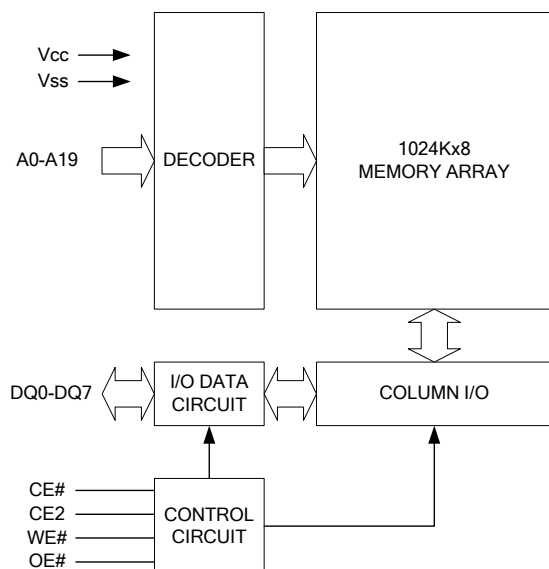 Vcc
Vss
A0-A19
DECODER
1024Kx8
MEMORY ARRAY
DQ0-DQ7
I/O DATA
CIRCUIT
COLUMN I/O
CE#
CE2
WE#
OE#
CONTROL
CIRCUIT